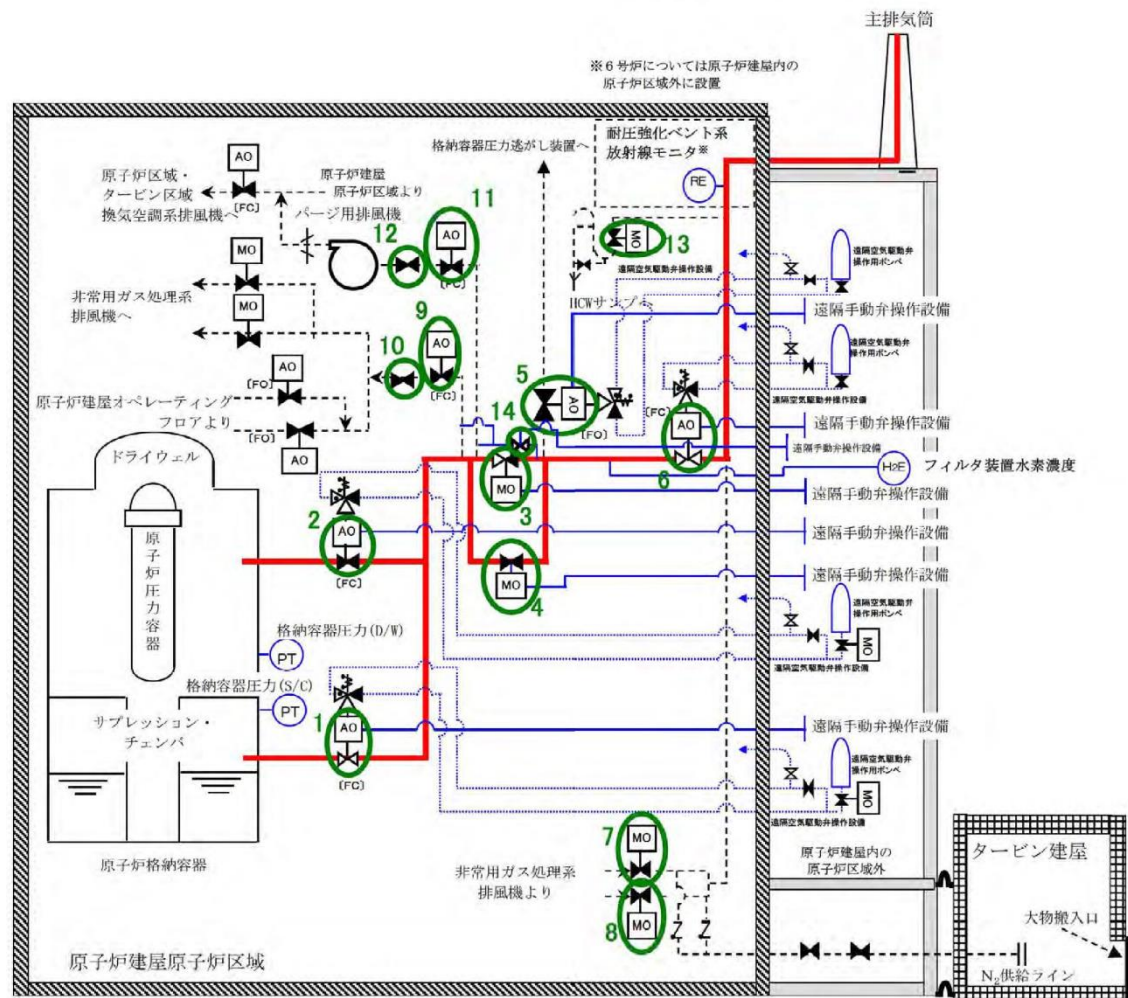 主排気筒
※６号炉については原子炉建屋内の
原子炉区域外に設置
耐圧強化ベント系
放射線モニタ※
RE
格納容器圧力逃がし装置へ
AO
原子炉区域・
タービン区域
換気空調系排風機へ
(FC)
原子炉建屋
原子炉区域より
パージ用排風機
11
AO
(FC)
12
MO
13
遠隔空気駆動弁操作設備
HCWサンプへ
MO
非常用ガス処理系
排風機へ
MO
9
AO
(FC)
10
遠隔空気駆動弁
操作用ボンベ
遠隔手動弁操作設備
遠隔空気駆動弁
操作用ボンベ
遠隔空気駆動弁操作設備
5
AO
(FO)
14
(FC)
AO
6
(FO)
AO
原子炉建屋オペレーティング
フロアより
(FO)
AO
遠隔手動弁操作設備
遠隔手動弁操作設備
H2E
フィルタ装置水素濃度
ドライウェル
MO
3
遠隔手動弁操作設備
2
AO
(FC)
遠隔手動弁操作設備
原子炉圧力容器
MO
4
遠隔手動弁操作設備
遠隔空気駆動弁
操作用ボンベ
MO
遠隔空気駆動弁操作設備
格納容器圧力(D/W)
PT
格納容器圧力(S/C)
PT
サプレッション・
チェンバ
1
AO
(FC)
遠隔手動弁操作設備
遠隔空気駆動弁
操作用ボンベ
MO
遠隔空気駆動弁操作設備
原子炉格納容器
7
MO
非常用ガス処理系
排風機より
MO
8
原子炉建屋内の
原子炉区域外
タービン建屋
大物搬入口
N₂供給ライン
原子炉建屋原子炉区域